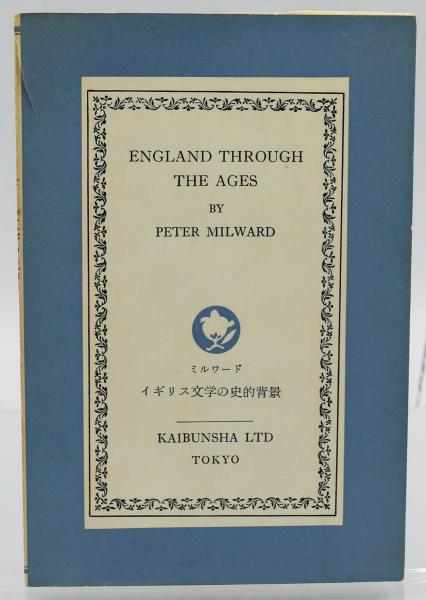 ENGLAND THROUGH
THE AGES
BY
PETER MILWARD
ミルワード
イギリス文学の史的背景
KAIBUNSHA LTD
TOKYO